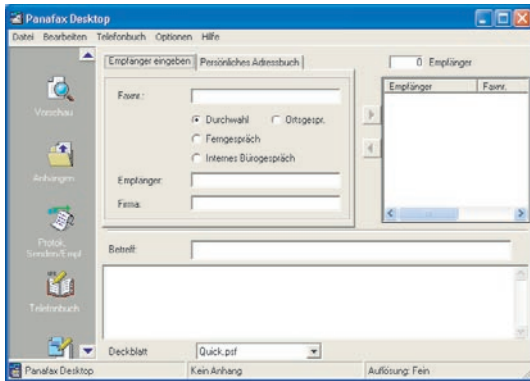 Panafax Desktop
Datei Bearbeiten Telefonbuch Optionen Hilfe
Vorschau
Anhängen
Protok. Senden/Empf
Telefonbuch
Empfänger eingeben Persönliches Adressbuch
Faxnr.:
Durchwahl Ortsgespr.
Ferngespräch
Internes Bürogespräch
Empfänger:
Firma:
0 Empfänger
Empfänger Faxnr.
Betreff:
Deckblatt Quick.psf
Panafax Desktop Kein Anhang Auflösung: Fein